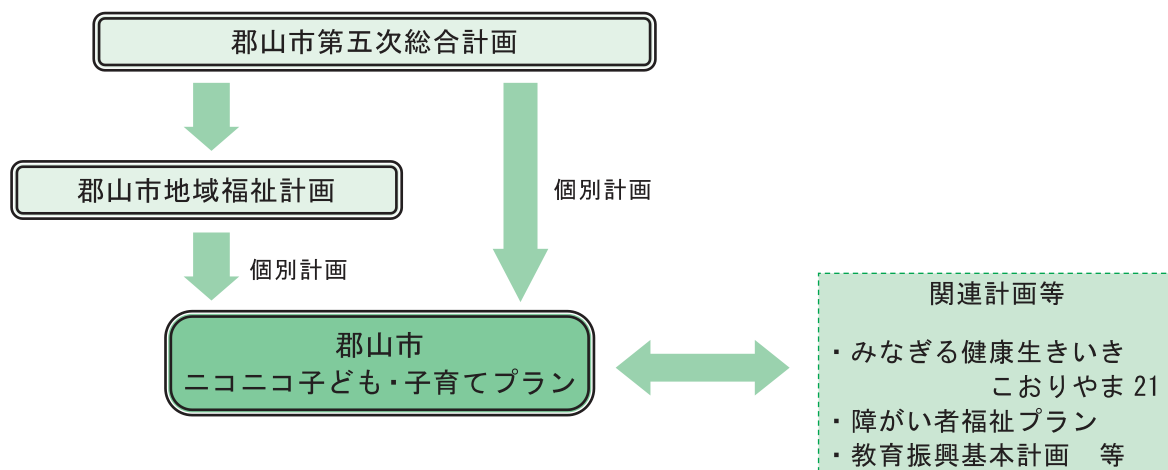 郡山市第五次総合計画
郡山市地域福祉計画
個別計画
個別計画
郡山市
ニコニコ子ども・子育てプラン
関連計画等
・みなぎる健康生きいき
こおりやま 21
・障がい者福祉プラン
・教育振興基本計画　等